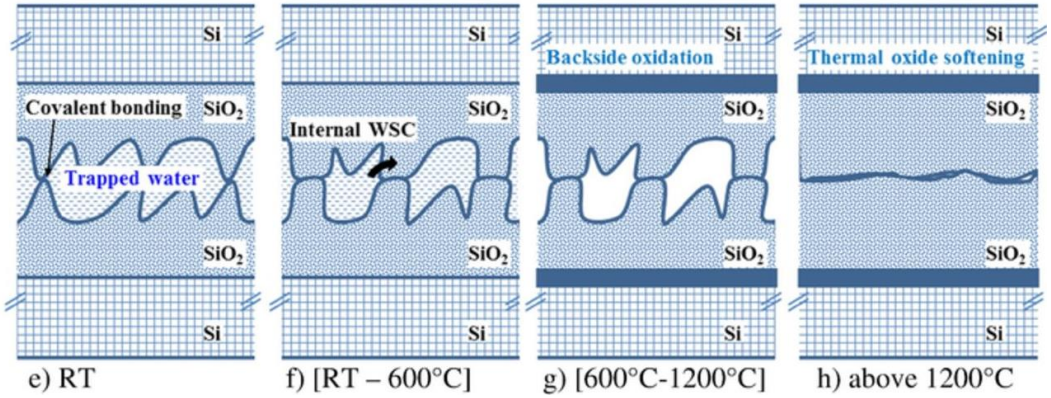 Si
Si
Si
Si
Backside oxidation
Thermal oxide softening
Covalent bonding
SiO₂
SiO₂
SiO₂
SiO₂
Internal WSC
Trapped water
SiO₂
SiO₂
SiO₂
SiO₂
Si
Si
Si
Si
e) RT
f) [RT – 600°C]
g) [600°C-1200°C]
h) above 1200°C